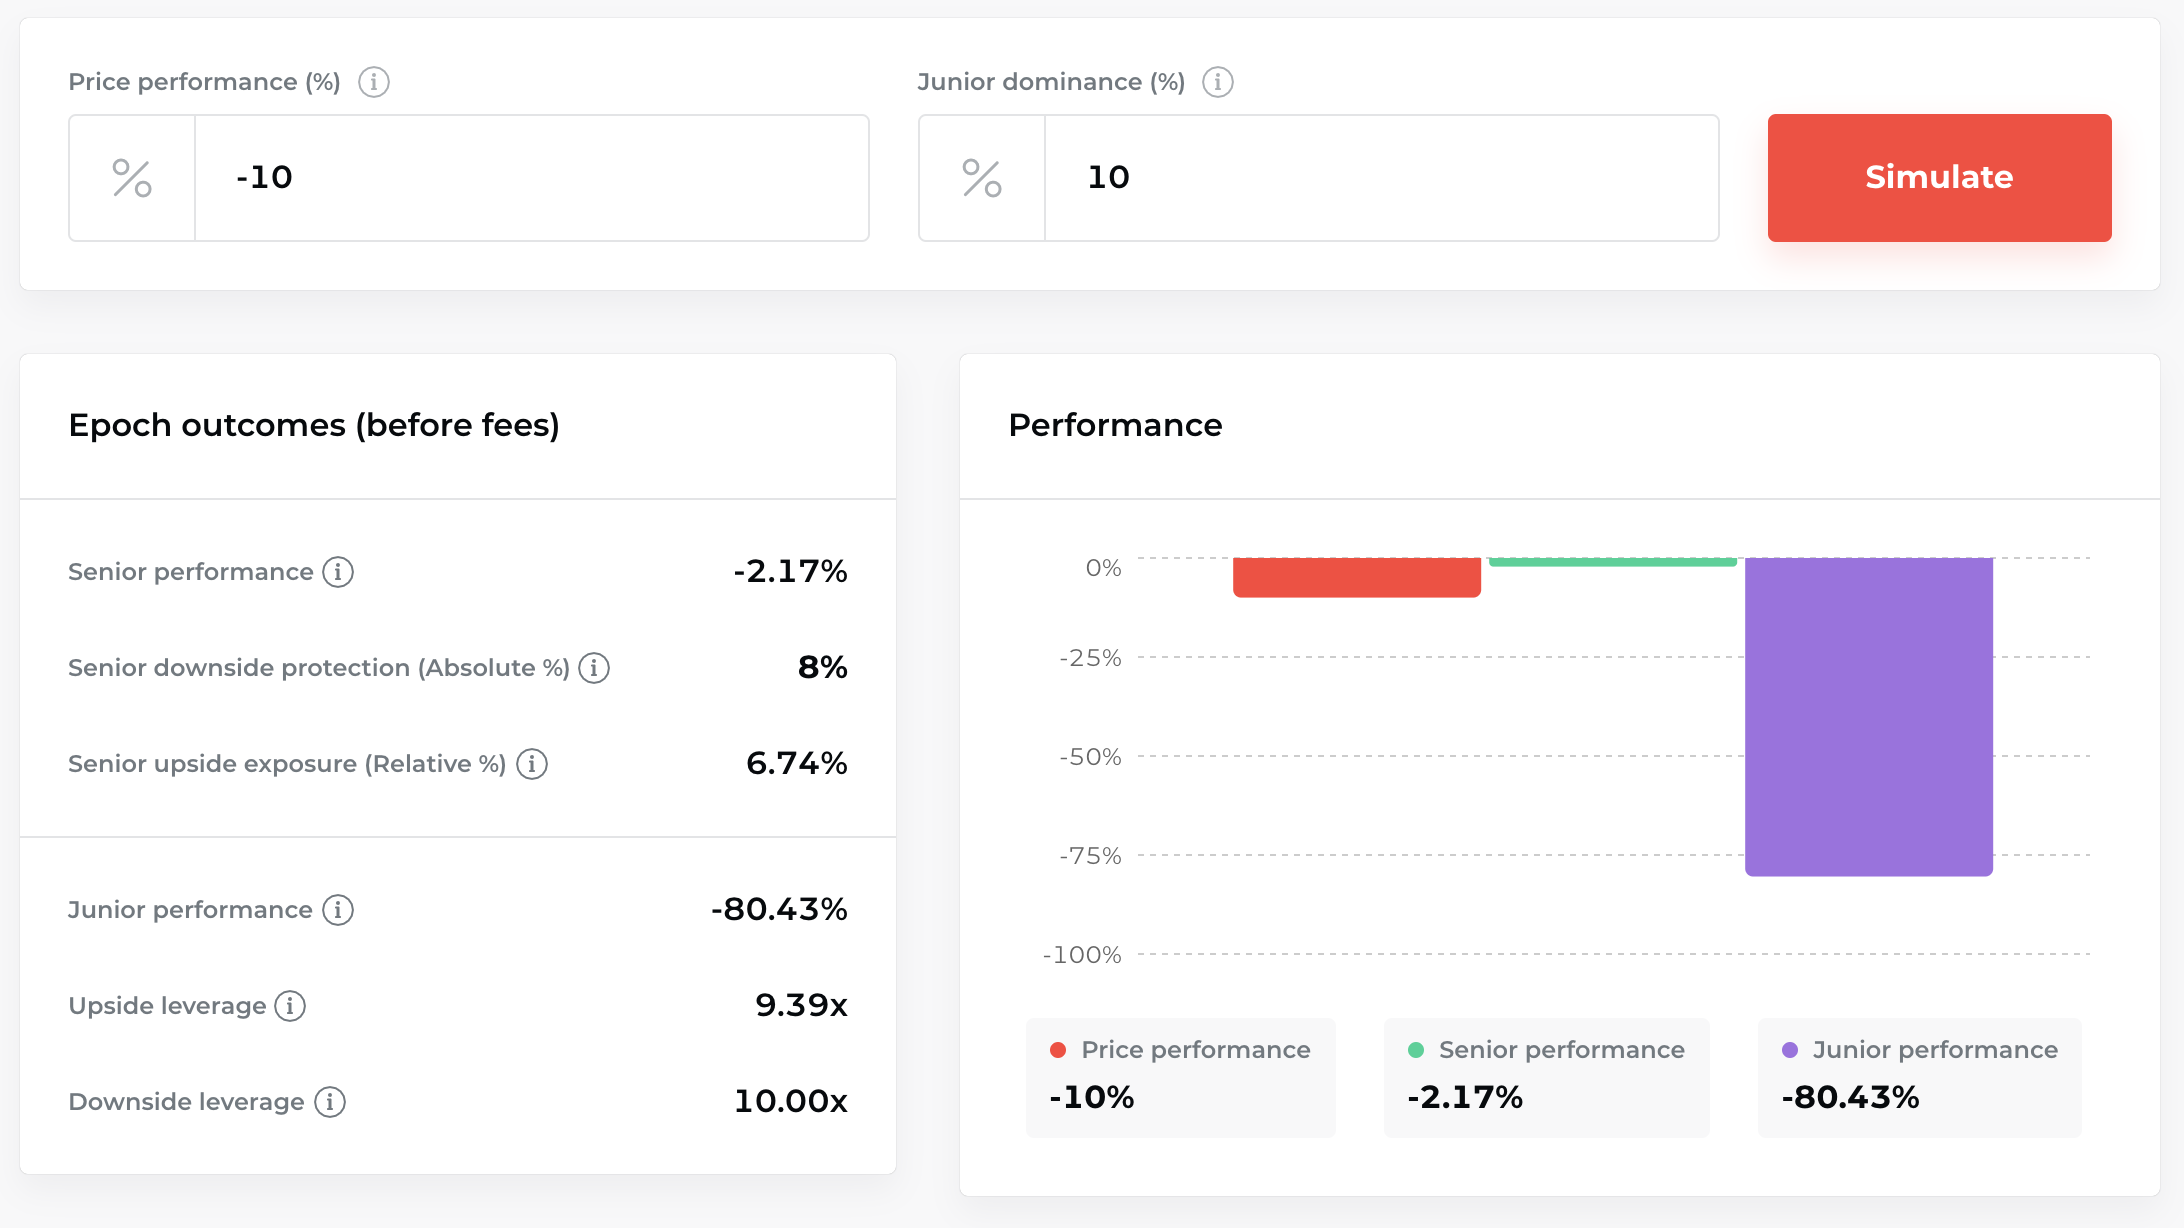 Price performance (%)
Junior dominance (%)
% -10
% 10
Simulate
Epoch outcomes (before fees)
Senior performance -2.17%
Senior downside protection (Absolute %) 8%
Senior upside exposure (Relative %) 6.74%
Junior performance -80.43%
Upside leverage 9.39x
Downside leverage 10.00x
Performance
0%
-25%
-50%
-75%
-100%
Price performance
-10%
Senior performance
-2.17%
Junior performance
-80.43%